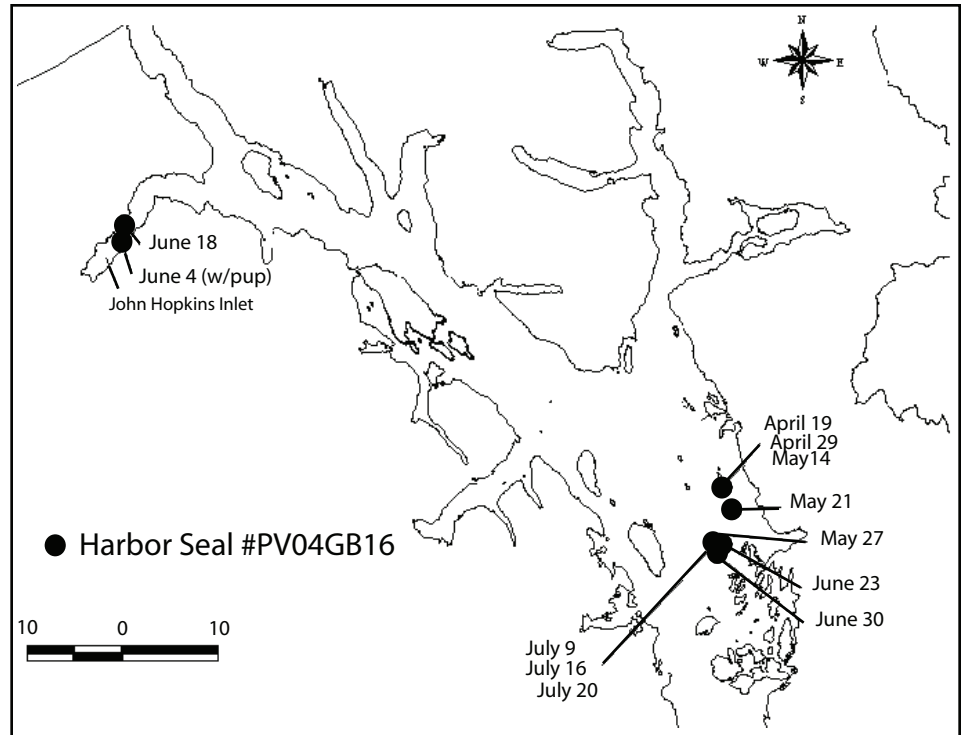 N
W E
S
June 18
June 4 (w/pup)
John Hopkins Inlet
April 19
April 29
May14
May 21
May 27
June 23
June 30
July 9
July 16
July 20
Harbor Seal #PV04GB16
10 0 10